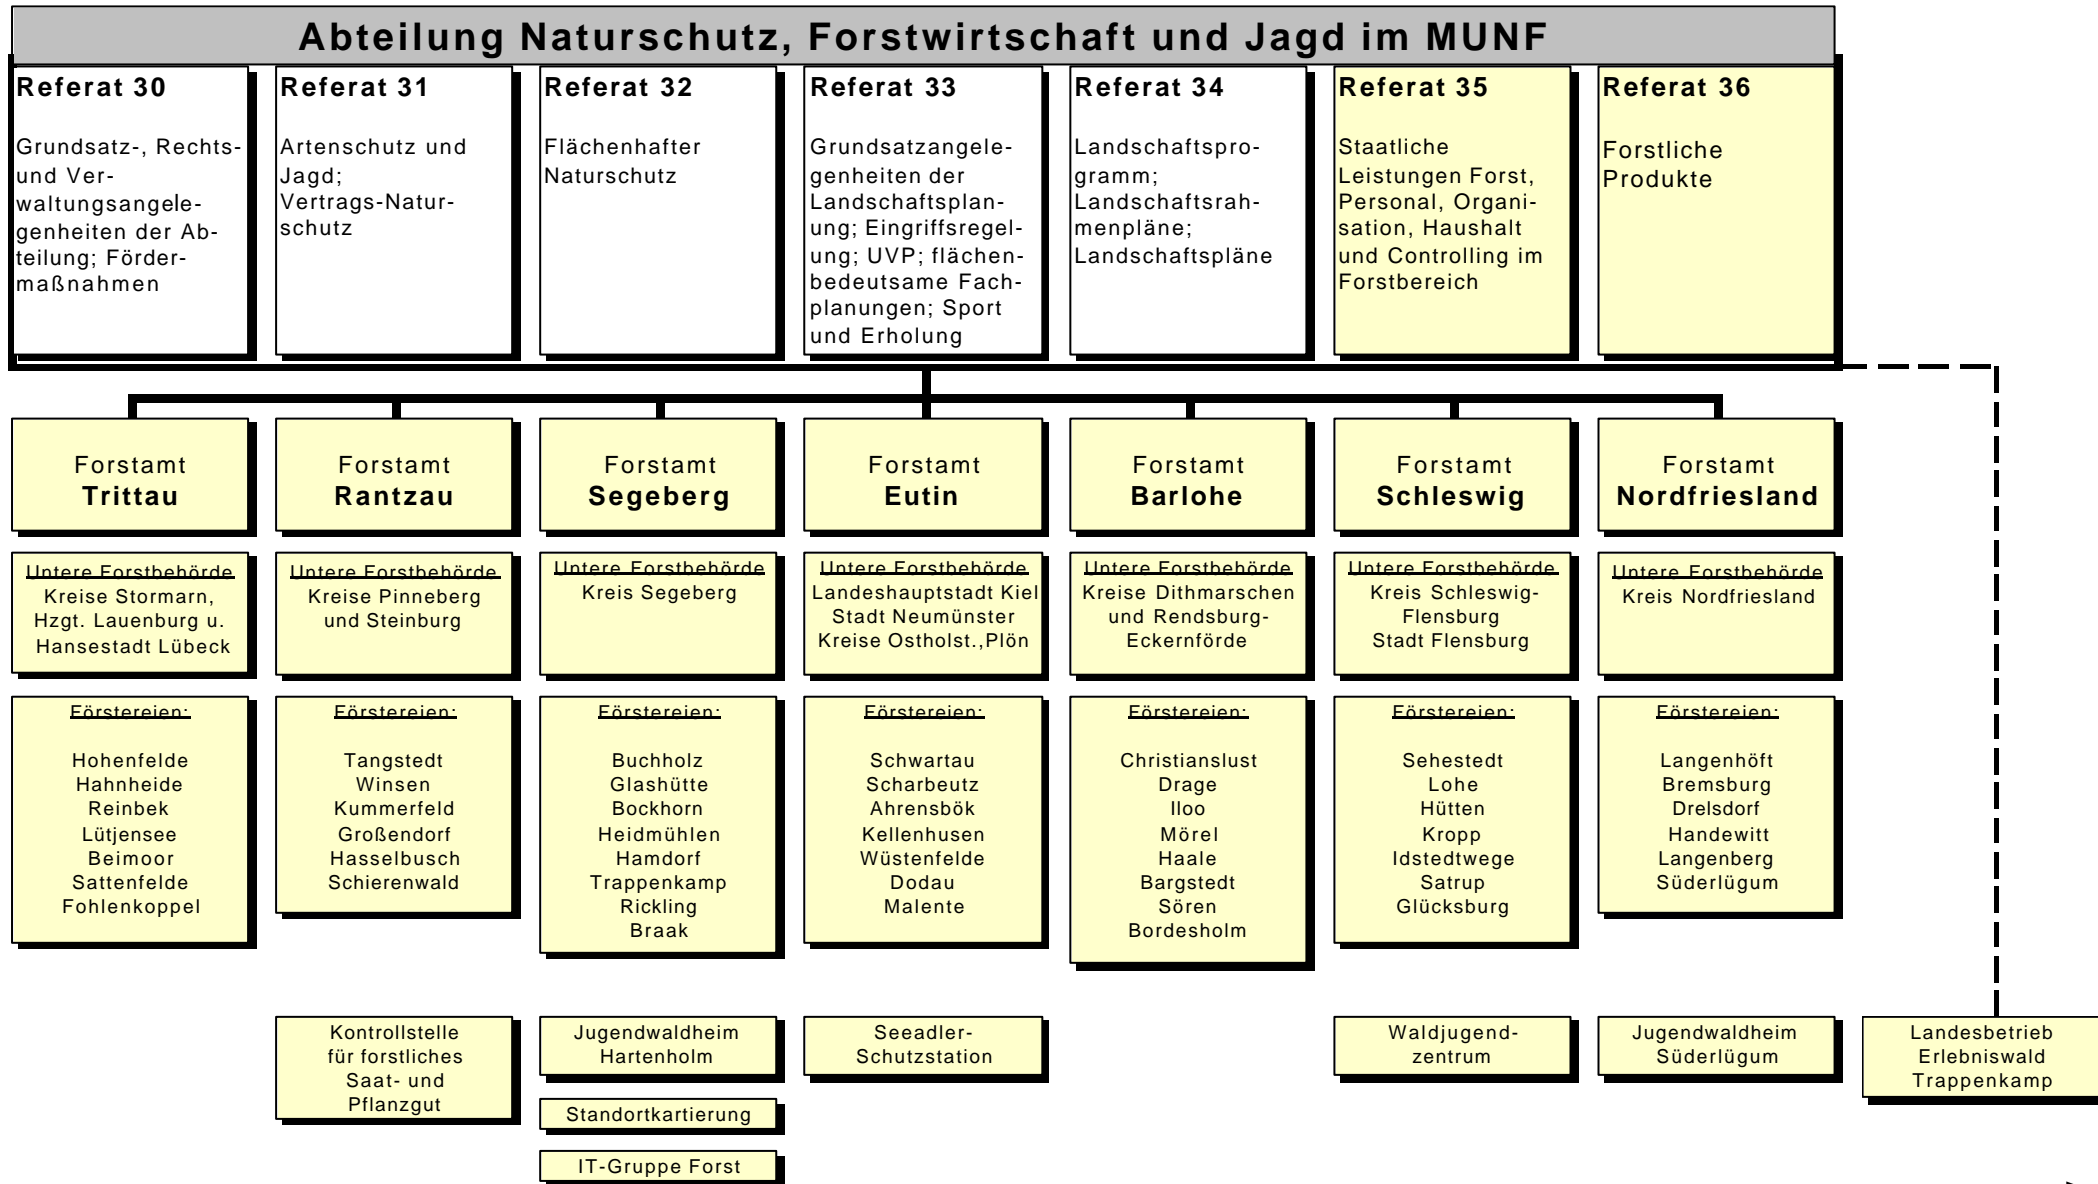 Abteilung Naturschutz, Forstwirtschaft und Jagd im MUNF
Referat 30
Grundsatz-, Rechts-
und Ver-
waltungsangele-
genheiten der Ab-
teilung; Förder-
maßnahmen
Referat 31
Artenschutz und
Jagd;
Vertrags-Natur-
schutz
Referat 32
Flächenhafter
Naturschutz
Referat 33
Grundsatzangele-
genheiten der
Landschaftsplan-
ung; Eingriffsregel-
ung; UVP; flächen-
bedeutsame Fach-
planungen; Sport
und Erholung
Referat 34
Landschaftspro-
gramm;
Landschaftsrah-
menpläne;
Landschaftspläne
Referat 35
Staatliche
Leistungen Forst,
Personal, Organi-
sation, Haushalt
und Controlling im
Forstbereich
Referat 36
Forstliche
Produkte
Forstamt
Trittau
Forstamt
Rantzau
Forstamt
Segeberg
Forstamt
Eutin
Forstamt
Barlohe
Forstamt
Schleswig
Forstamt
Nordfriesland
Untere Forstbehörde
Kreise Stormarn,
Hzgt. Lauenburg u.
Hansestadt Lübeck
Untere Forstbehörde
Kreise Pinneberg
und Steinburg
Untere Forstbehörde
Kreis Segeberg
Untere Forstbehörde
Landeshauptstadt Kiel
Stadt Neumünster
Kreise Ostholst.,Plön
Untere Forstbehörde
Kreise Dithmarschen
und Rendsburg-
Eckernförde
Untere Forstbehörde
Kreis Schleswig-
Flensburg
Stadt Flensburg
Untere Forstbehörde
Kreis Nordfriesland
Förstereien:
Hohenfelde
Hahnheide
Reinbek
Lütjensee
Beimoor
Sattenfelde
Fohlenkoppel
Förstereien:
Tangstedt
Winsen
Kummerfeld
Großendorf
Hasselbusch
Schierenwald
Förstereien:
Buchholz
Glashütte
Bockhorn
Heidmühlen
Hamdorf
Trappenkamp
Rickling
Braak
Förstereien:
Schwartau
Scharbeutz
Ahrensbök
Kellenhusen
Wüstenfelde
Dodau
Malente
Förstereien:
Christianslust
Drage
Iloo
Mörel
Haale
Bargstedt
Sören
Bordesholm
Förstereien:
Sehestedt
Lohe
Hütten
Kropp
Idstedtwege
Satrup
Glücksburg
Förstereien:
Langenhöft
Bremsburg
Drelsdorf
Handewitt
Langenberg
Süderlügum
Kontrollstelle
für forstliches
Saat- und
Pflanzgut
Jugendwaldheim
Hartenholm
Standortkartierung
IT-Gruppe Forst
Seeadler-
Schutzstation
Waldjugend-
zentrum
Jugendwaldheim
Süderlügum
Landesbetrieb
Erlebniswald
Trappenkamp